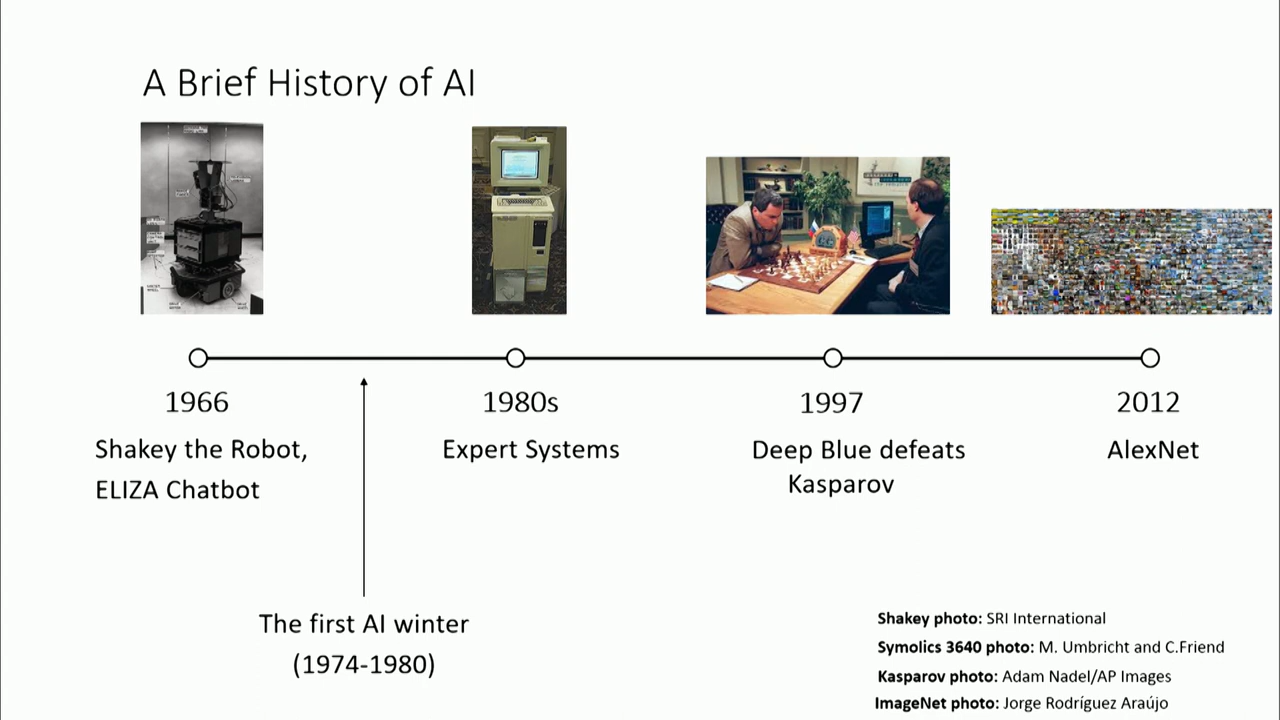 A Brief History of AI
1966
1980s
1997
2012
Shakey the Robot,
ELIZA Chatbot
Expert Systems
Deep Blue defeats
Kasparov
AlexNet
The first AI winter
(1974-1980)
Shakey photo: SRI International
Symolics 3640 photo: M. Umbricht and C.Friend
Kasparov photo: Adam Nadel/AP Images
ImageNet photo: Jorge Rodríguez Araújo